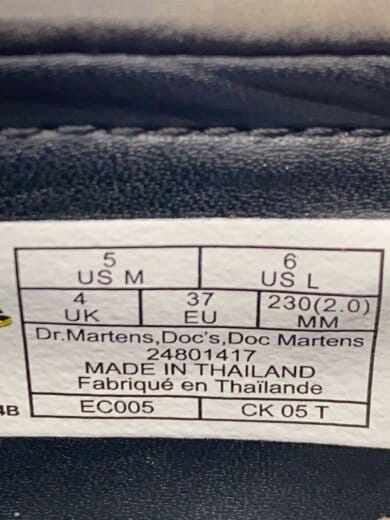 5 6
US M US L
4 37 230(2.0)
UK EU MM
Dr.Martens,Doc's,Doc Martens
24801417
MADE IN THAILAND
Fabriqué en Thaïlande
4B EC005 CK 05 T